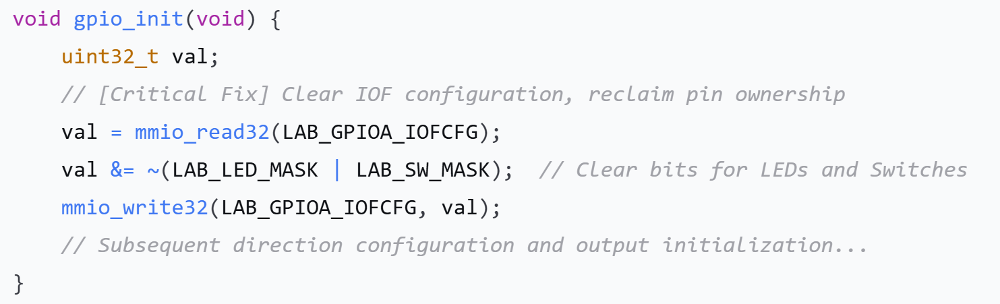 void gpio_init(void) {
    uint32_t val;
    // [Critical Fix] Clear IOF configuration, reclaim pin ownership
    val = mmio_read32(LAB_GPIOA_IOFCFG);
    val &= ~(LAB_LED_MASK | LAB_SW_MASK);  // Clear bits for LEDs and Switches
    mmio_write32(LAB_GPIOA_IOFCFG, val);
    // Subsequent direction configuration and output initialization...
}